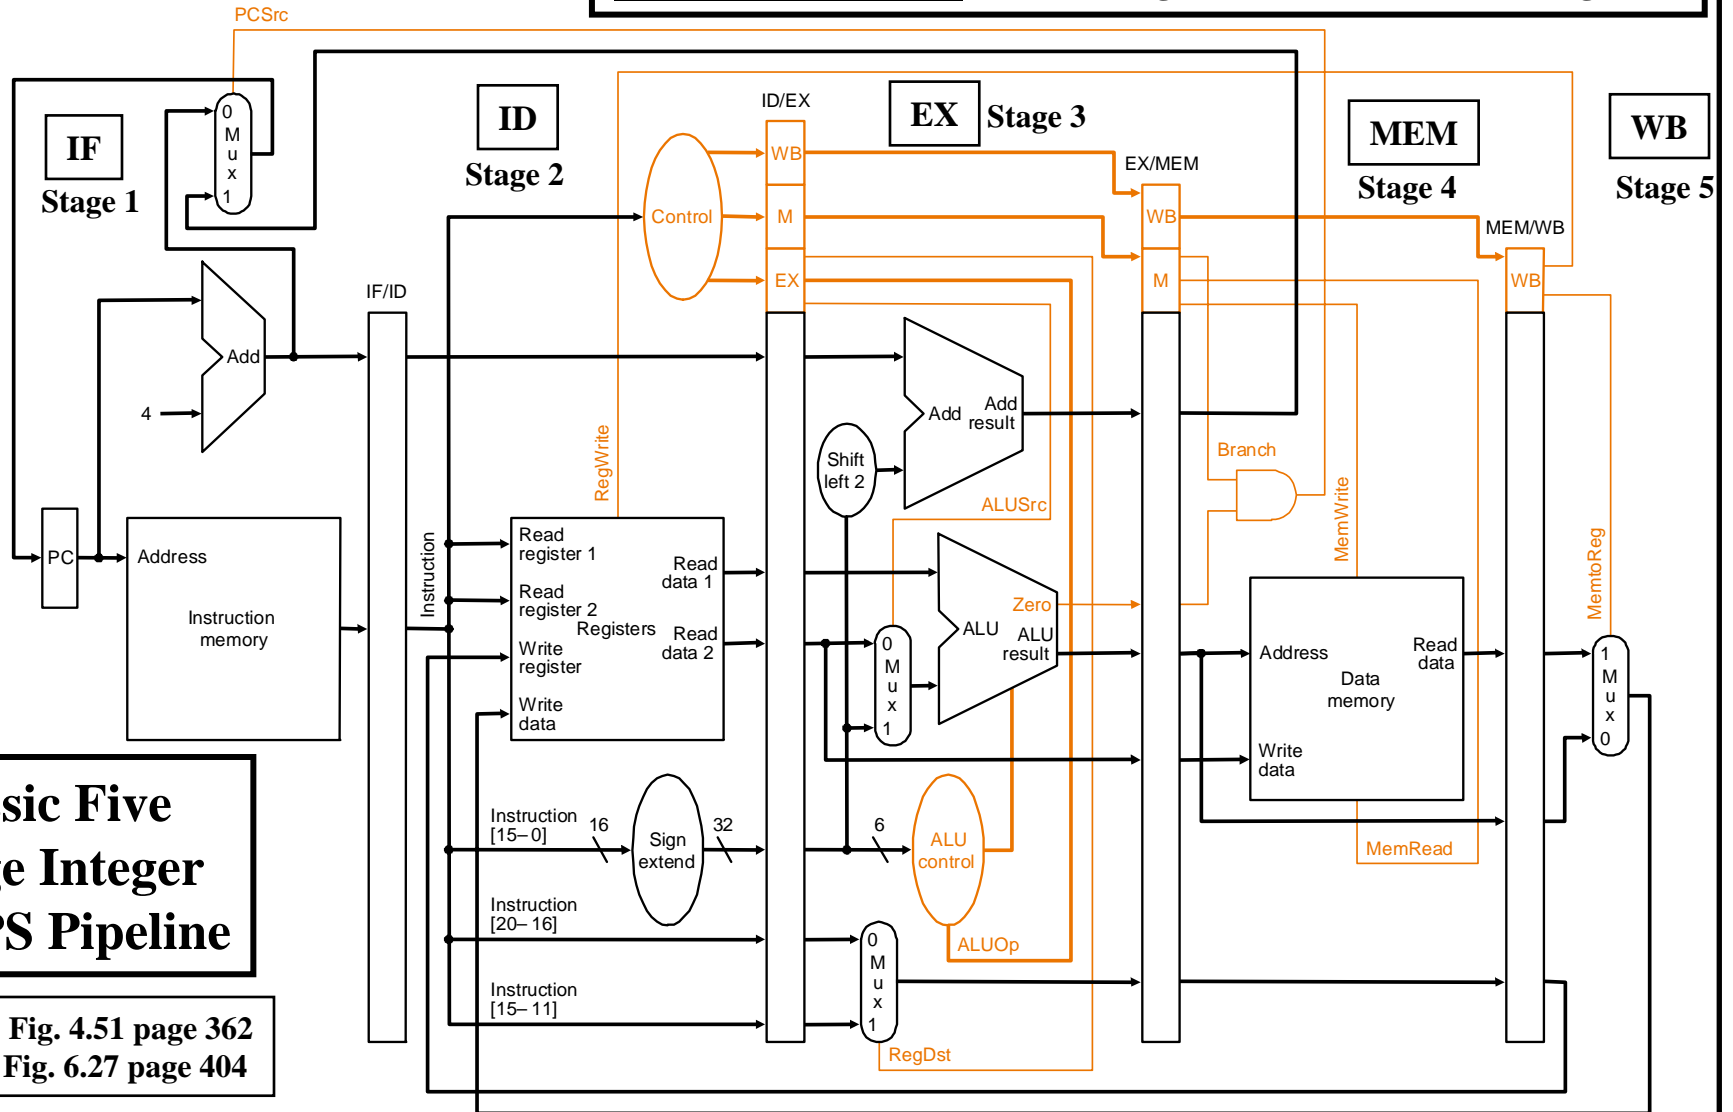 PCSrc
ID/EX
IF
Stage 1
ID
Stage 2
EX Stage 3
MEM
Stage 4
WB
Stage 5
0
M
u
x
1
EX/MEM
MEM/WB
Control
WB
M
EX
WB
M
WB
IF/ID
Add
4
RegWrite
Shift
left 2
Add
Add
result
Branch
ALUSrc
MemWrite
MemtoReg
PC
Address
Instruction
memory
Instruction
Read
register 1
Read
register 2
Write
register
Write
data
Registers
Read
data 1
Read
data 2
0
M
u
x
1
Zero
ALU
ALU
result
Address
Write
data
Data
memory
Read
data
1
M
u
x
0
Instruction
[15–0]
16
Sign
extend
32
6
ALU
control
MemRead
Instruction
[20–16]
0
M
u
x
1
ALUOp
Instruction
[15–11]
RegDst
sic Five
e Integer
PS Pipeline
Fig. 4.51 page 362
Fig. 6.27 page 404